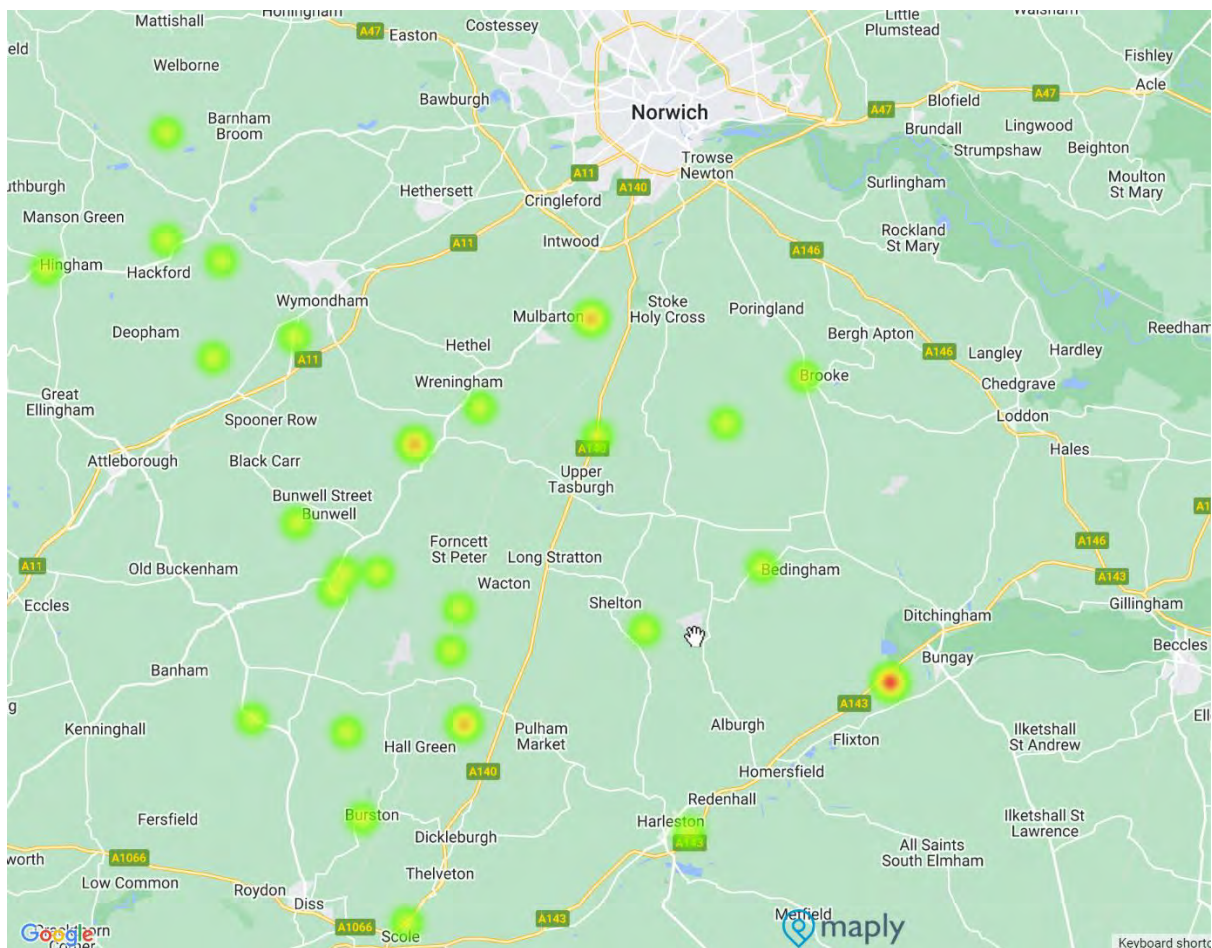 Mattishall
Honingham
Costessey
A47
Easton
Little
Plumstead
Walsham
Fishley
Acle
Welborne
Bawburgh
Norwich
A47
Blofield
A47
Barnham
Broom
Brundall
Lingwood
Strumpshaw
Beighton
Trowse
Newton
A11
A140
uthburgh
Hethersett
Cringleford
Surlingham
Moulton
St Mary
Manson Green
A11
Intwood
A146
Rockland
St Mary
Hingham
Hackford
Wymondham
Stoke
Holy Cross
Poringland
Mulbarton
Bergh Apton
Reedham
Deopham
Hethel
A11
A146
Langley
Hardley
Wreningham
Brooke
Chedgrave
Great
Ellingham
Spooner Row
Loddon
Hales
Attleborough
Black Carr
Upper
Tasburgh
Bunwell Street
Bunwell
Forncett
St Peter
Long Stratton
A146
A11
Old Buckenham
Wacton
Bedingham
A143
Eccles
Shelton
Ditchingham
Gillingham
Banham
Bungay
Beccles
A143
Kenninghall
Hall Green
Pulham
Market
Alburgh
Flixton
Ilketshall
St Andrew
A140
Homersfield
Redenhall
Fersfield
Burston
Dickleburgh
Harleston
A143
Ilketshall St
Lawrence
All Saints
South Elmham
worth
A1066
Low Common
Thelveton
Roydon
Diss
A1066
Scole
A143
Metfield
maply
Google
Keyboard shortc